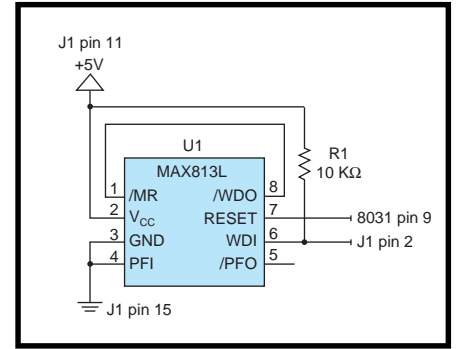 J1 pin 11
+5V
U1
MAX813L
R1
10 KΩ
1 /MR /WDO 8
2 VCC RESET 7 8031 pin 9
3 GND WDI 6 J1 pin 2
4 PFI /PFO 5
J1 pin 15